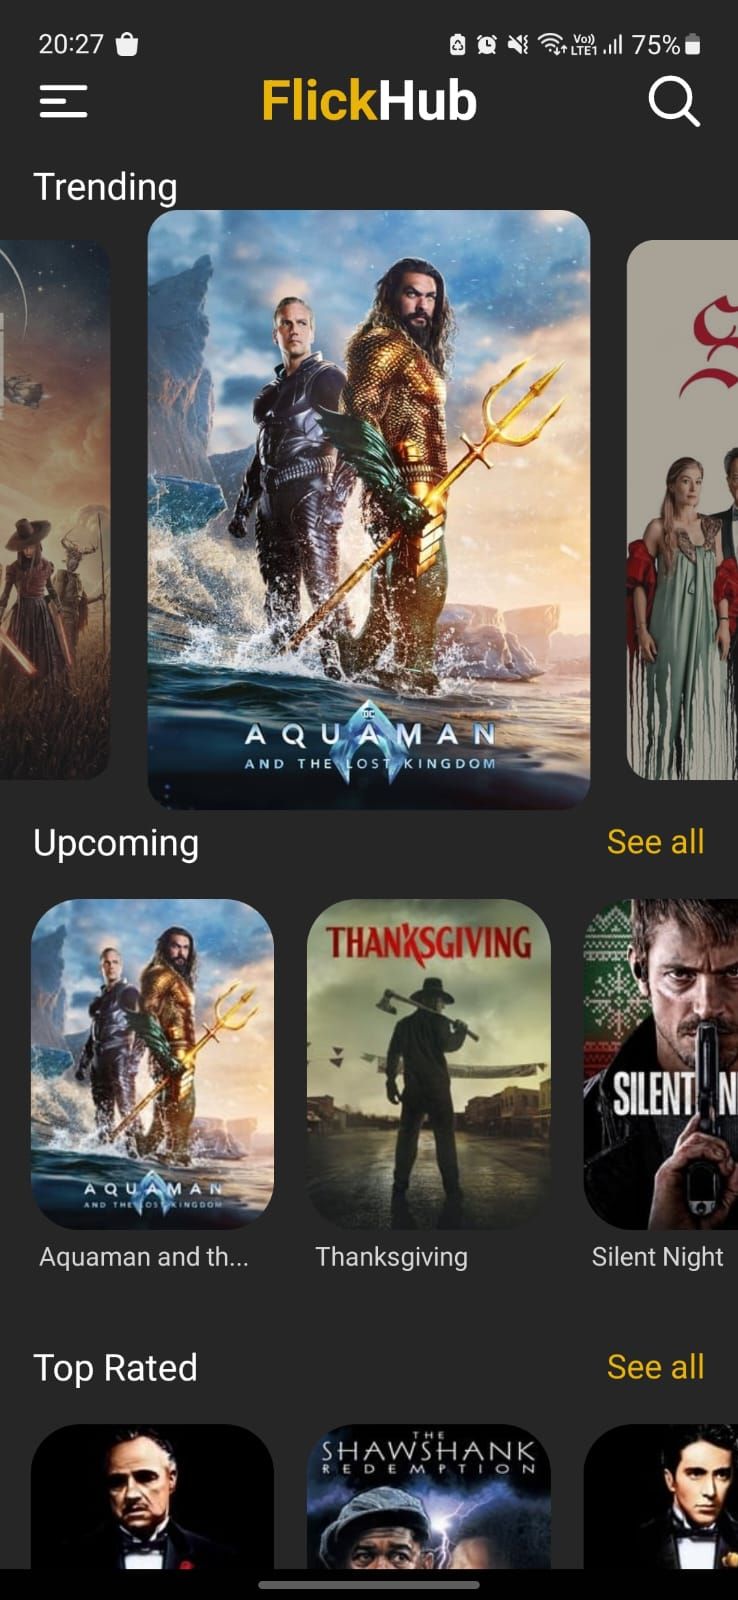 20:27
Vo)) LTE1 75%
FlickHub
Trending
DC
AQUAMAN
AND THE LOST KINGDOM
Upcoming
See all
AQUAMAN
AND THE LOST KINGDOM
THANKSGIVING
SILENT N
Aquaman and th...
Thanksgiving
Silent Night
Top Rated
See all
THE
SHAWSHANK
REDEMPTION